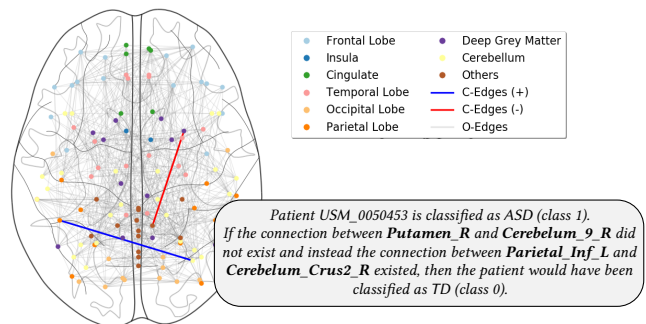 Frontal Lobe
Insula
Cingulate
Temporal Lobe
Occipital Lobe
Parietal Lobe
Deep Grey Matter
Cerebellum
Others
C-Edges (+)
C-Edges (-)
O-Edges
Patient USM_0050453 is classified as ASD (class 1).
If the connection between Putamen_R and Cerebelum_9_R did
not exist and instead the connection between Parietal_Inf_L and
Cerebelum_Crus2_R existed, then the patient would have been
classified as TD (class 0).